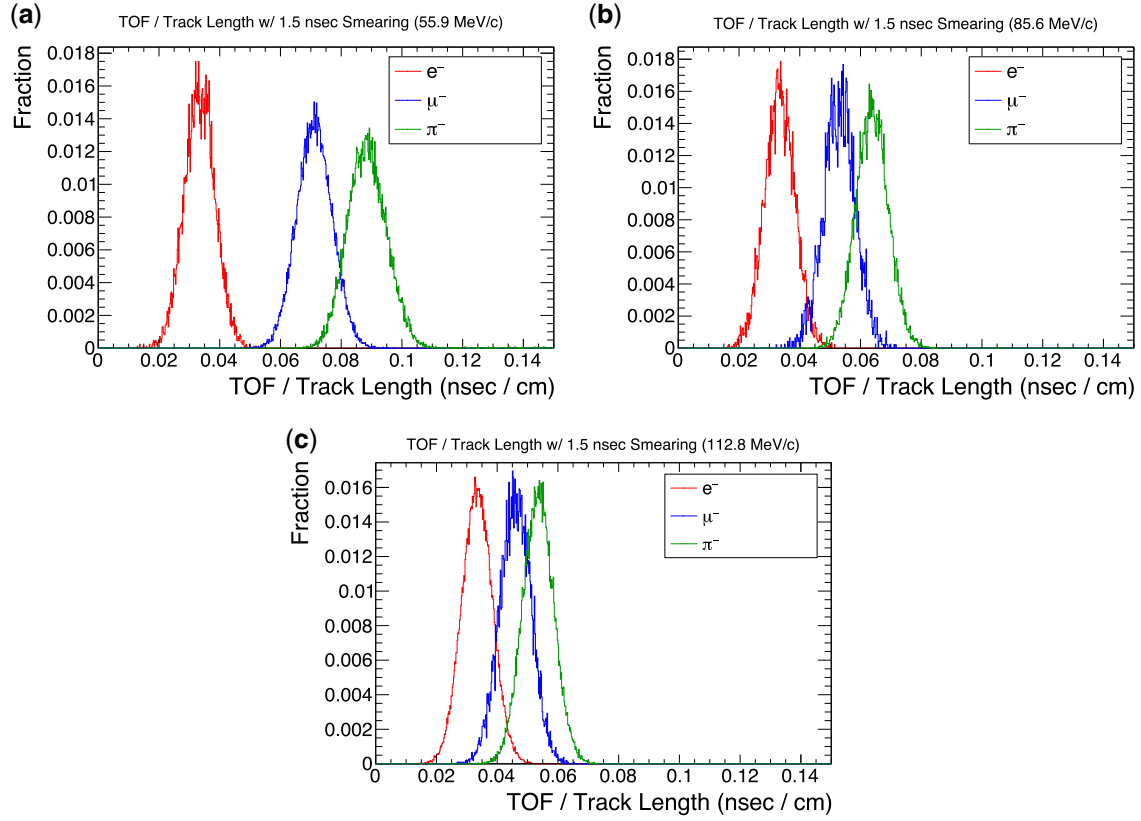 (a)
TOF / Track Length w/ 1.5 nsec Smearing (55.9 MeV/c)
Fraction
0.018
0.016
0.014
0.012
0.01
0.008
0.006
0.004
0.002
0
e⁻
μ⁻
π⁻
0 0.02 0.04 0.06 0.08 0.1 0.12 0.14
TOF / Track Length (nsec / cm)
(b)
TOF / Track Length w/ 1.5 nsec Smearing (85.6 MeV/c)
Fraction
0.018
0.016
0.014
0.012
0.01
0.008
0.006
0.004
0.002
0
e⁻
μ⁻
π⁻
0 0.02 0.04 0.06 0.08 0.1 0.12 0.14
TOF / Track Length (nsec / cm)
(c)
TOF / Track Length w/ 1.5 nsec Smearing (112.8 MeV/c)
Fraction
0.016
0.014
0.012
0.01
0.008
0.006
0.004
0.002
0
e⁻
μ⁻
π⁻
0 0.02 0.04 0.06 0.08 0.1 0.12 0.14
TOF / Track Length (nsec / cm)